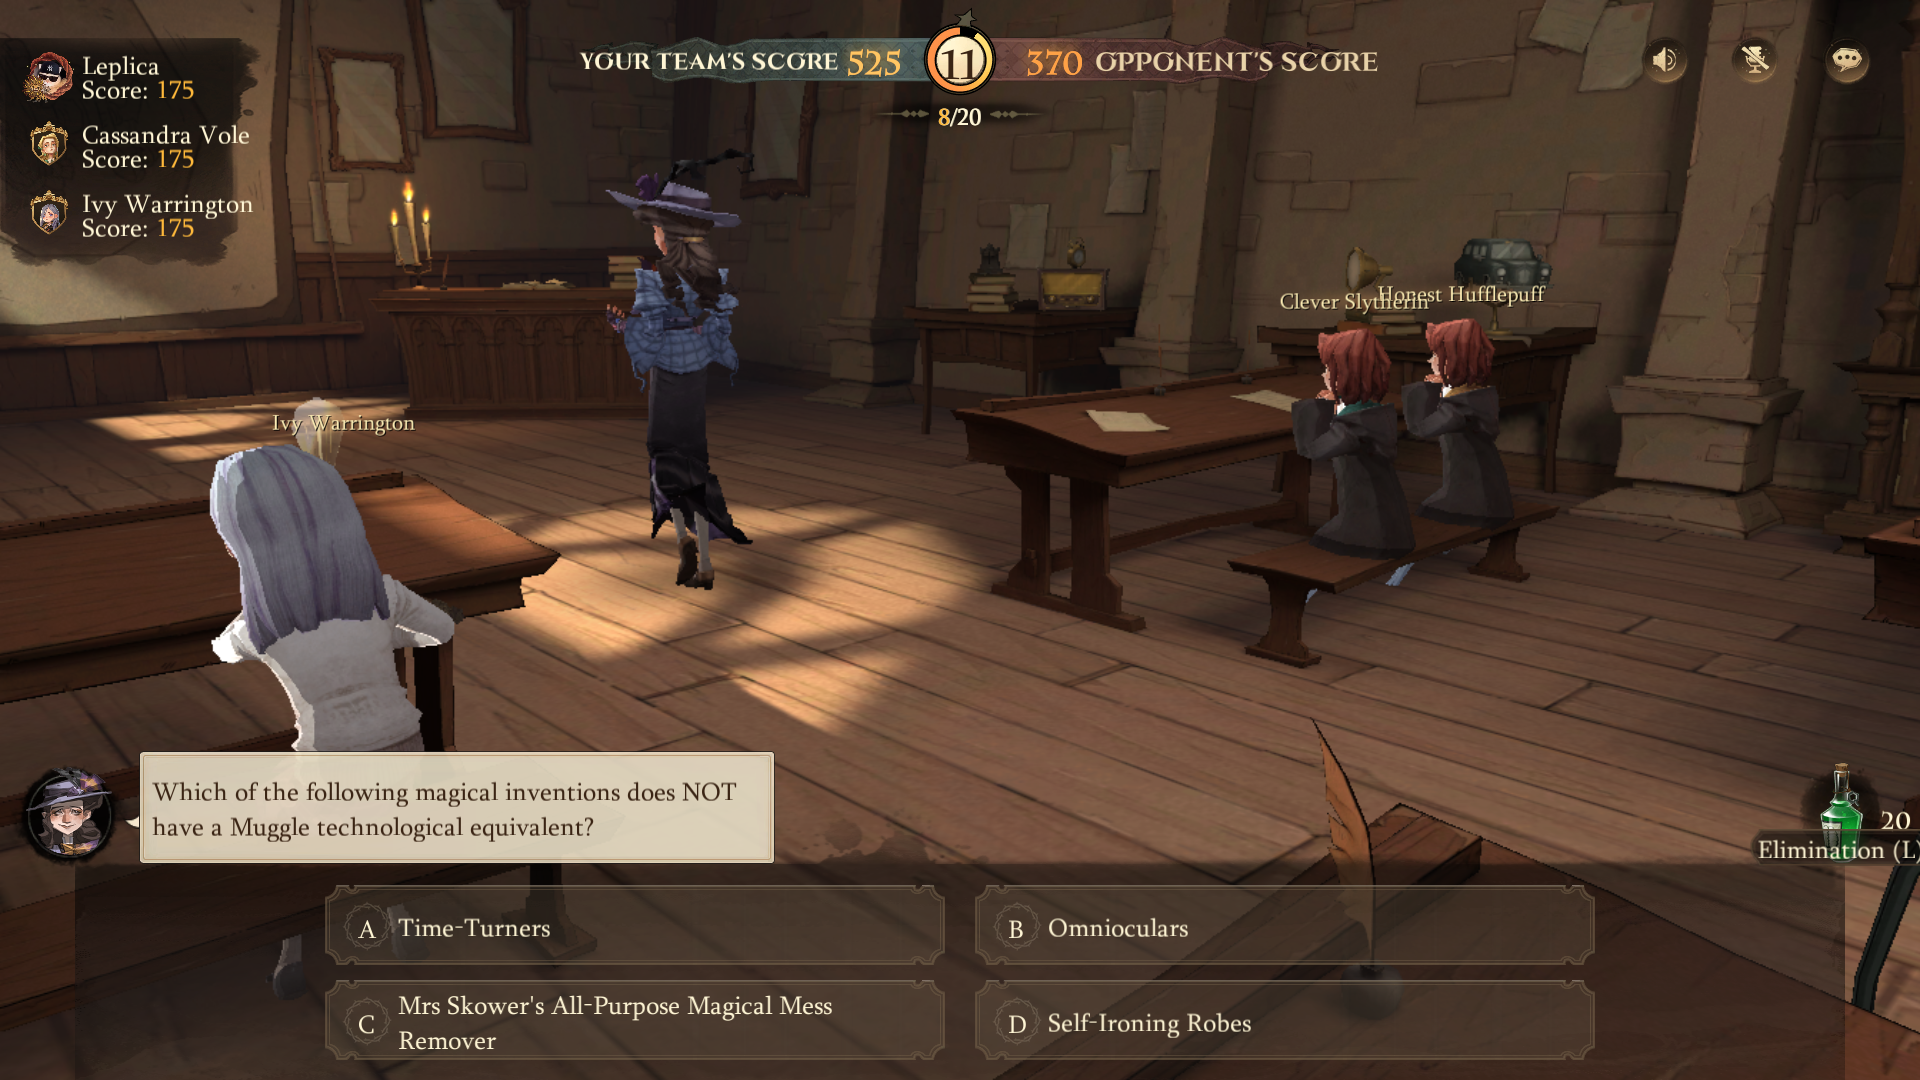 Leplica
Score: 175
Cassandra Vole
Score: 175
Ivy Warrington
Score: 175
YOUR TEAM'S SCORE 525
11
370 OPPONENT'S SCORE
8/20
Clever Slytherin
Honest Hufflepuff
Ivy Warrington
Which of the following magical inventions does NOT
have a Muggle technological equivalent?
20
Elimination (L)
A Time-Turners
B Omnioculars
C Mrs Skower's All-Purpose Magical Mess
Remover
D Self-Ironing Robes